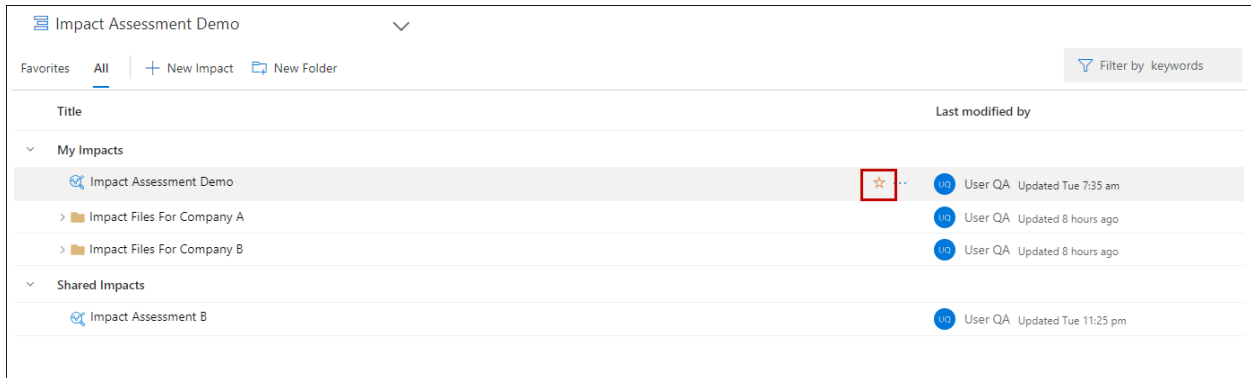 Impact Assessment Demo
Favorites All New Impact New Folder Filter by keywords
Title Last modified by
My Impacts
Impact Assessment Demo UQ User QA Updated Tue 7:35 am
Impact Files For Company A UQ User QA Updated 8 hours ago
Impact Files For Company B UQ User QA Updated 8 hours ago
Shared Impacts
Impact Assessment B UQ User QA Updated Tue 11:25 pm